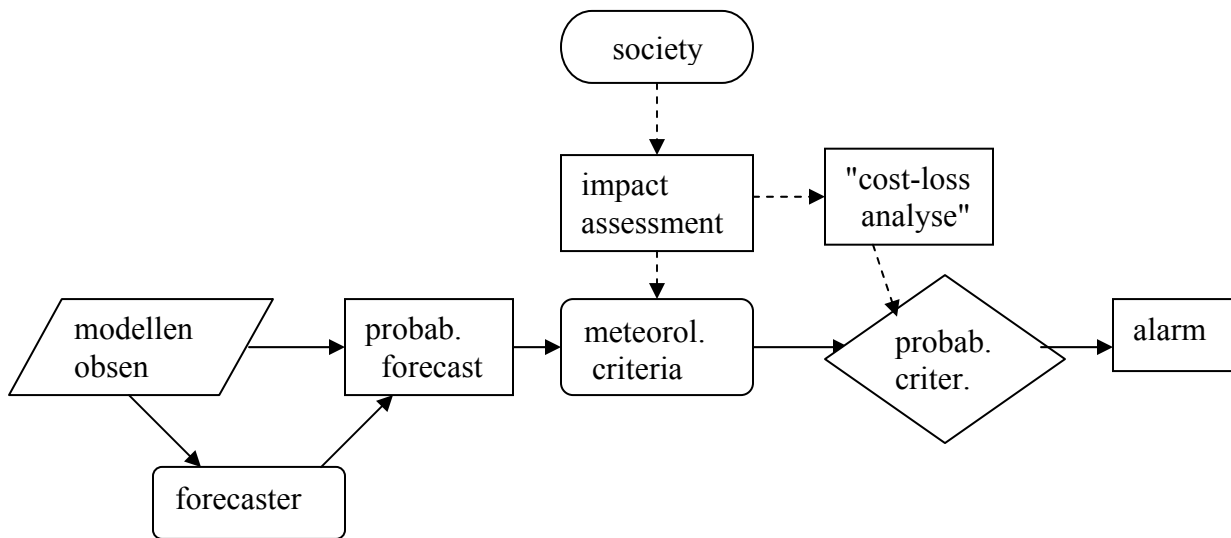 society
impact
assessment
"cost-loss
analyse"
modellen
obsen
probab.
forecast
meteorol.
criteria
probab.
criter.
alarm
forecaster